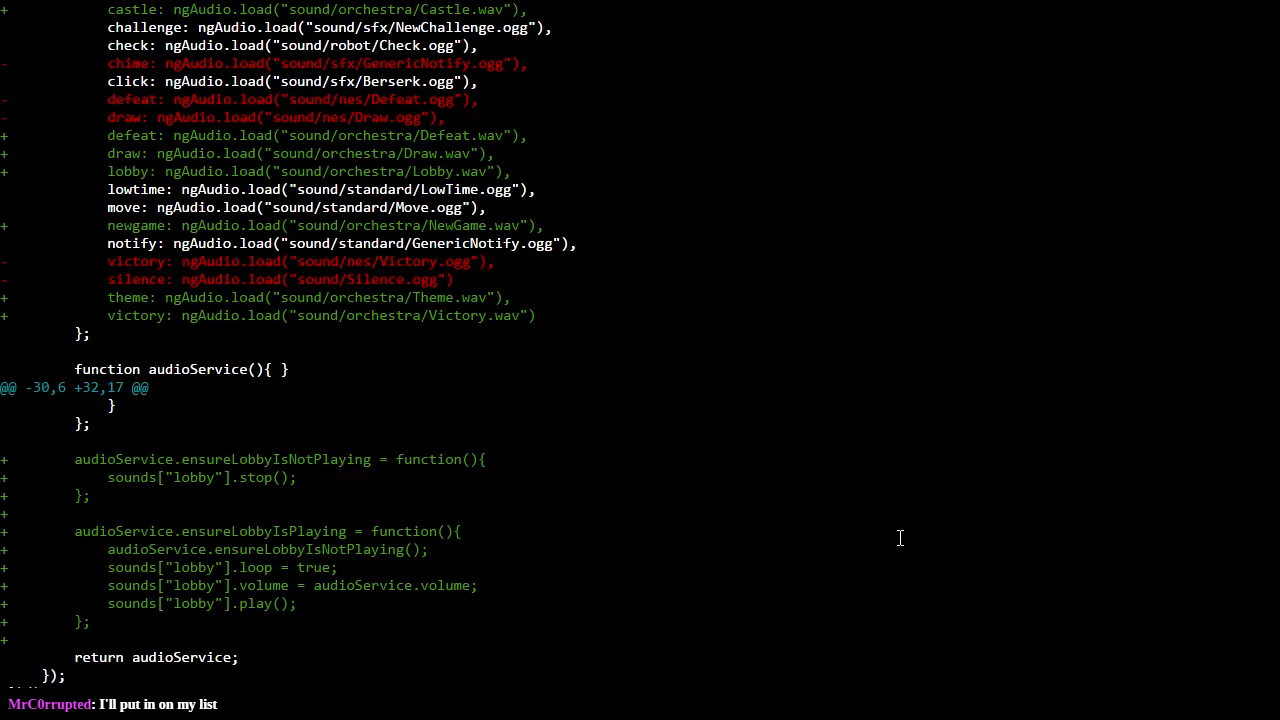 +            castle: ngAudio.load("sound/orchestra/Castle.wav"),
             challenge: ngAudio.load("sound/sfx/NewChallenge.ogg"),
             check: ngAudio.load("sound/robot/Check.ogg"),
-            chime: ngAudio.load("sound/sfx/GenericNotify.ogg"),
             click: ngAudio.load("sound/sfx/Berserk.ogg"),
-            defeat: ngAudio.load("sound/nes/Defeat.ogg"),
-            draw: ngAudio.load("sound/nes/Draw.ogg"),
+            defeat: ngAudio.load("sound/orchestra/Defeat.wav"),
+            draw: ngAudio.load("sound/orchestra/Draw.wav"),
+            lobby: ngAudio.load("sound/orchestra/Lobby.wav"),
             lowtime: ngAudio.load("sound/standard/LowTime.ogg"),
             move: ngAudio.load("sound/standard/Move.ogg"),
+            newgame: ngAudio.load("sound/orchestra/NewGame.wav"),
             notify: ngAudio.load("sound/standard/GenericNotify.ogg"),
-            victory: ngAudio.load("sound/nes/Victory.ogg"),
-            silence: ngAudio.load("sound/Silence.ogg")
+            theme: ngAudio.load("sound/orchestra/Theme.wav"),
+            victory: ngAudio.load("sound/orchestra/Victory.wav")
         };
         function audioService(){ }
@@ -30,6 +32,17 @@
             }
         };
+        audioService.ensureLobbyIsNotPlaying = function(){
+            sounds["lobby"].stop();
+        };
+
+        audioService.ensureLobbyIsPlaying = function(){
+            audioService.ensureLobbyIsNotPlaying();
+            sounds["lobby"].loop = true;
+            sounds["lobby"].volume = audioService.volume;
+            sounds["lobby"].play();
+        };
+
         return audioService;
     });
MrC0rrupted: I'll put in on my list